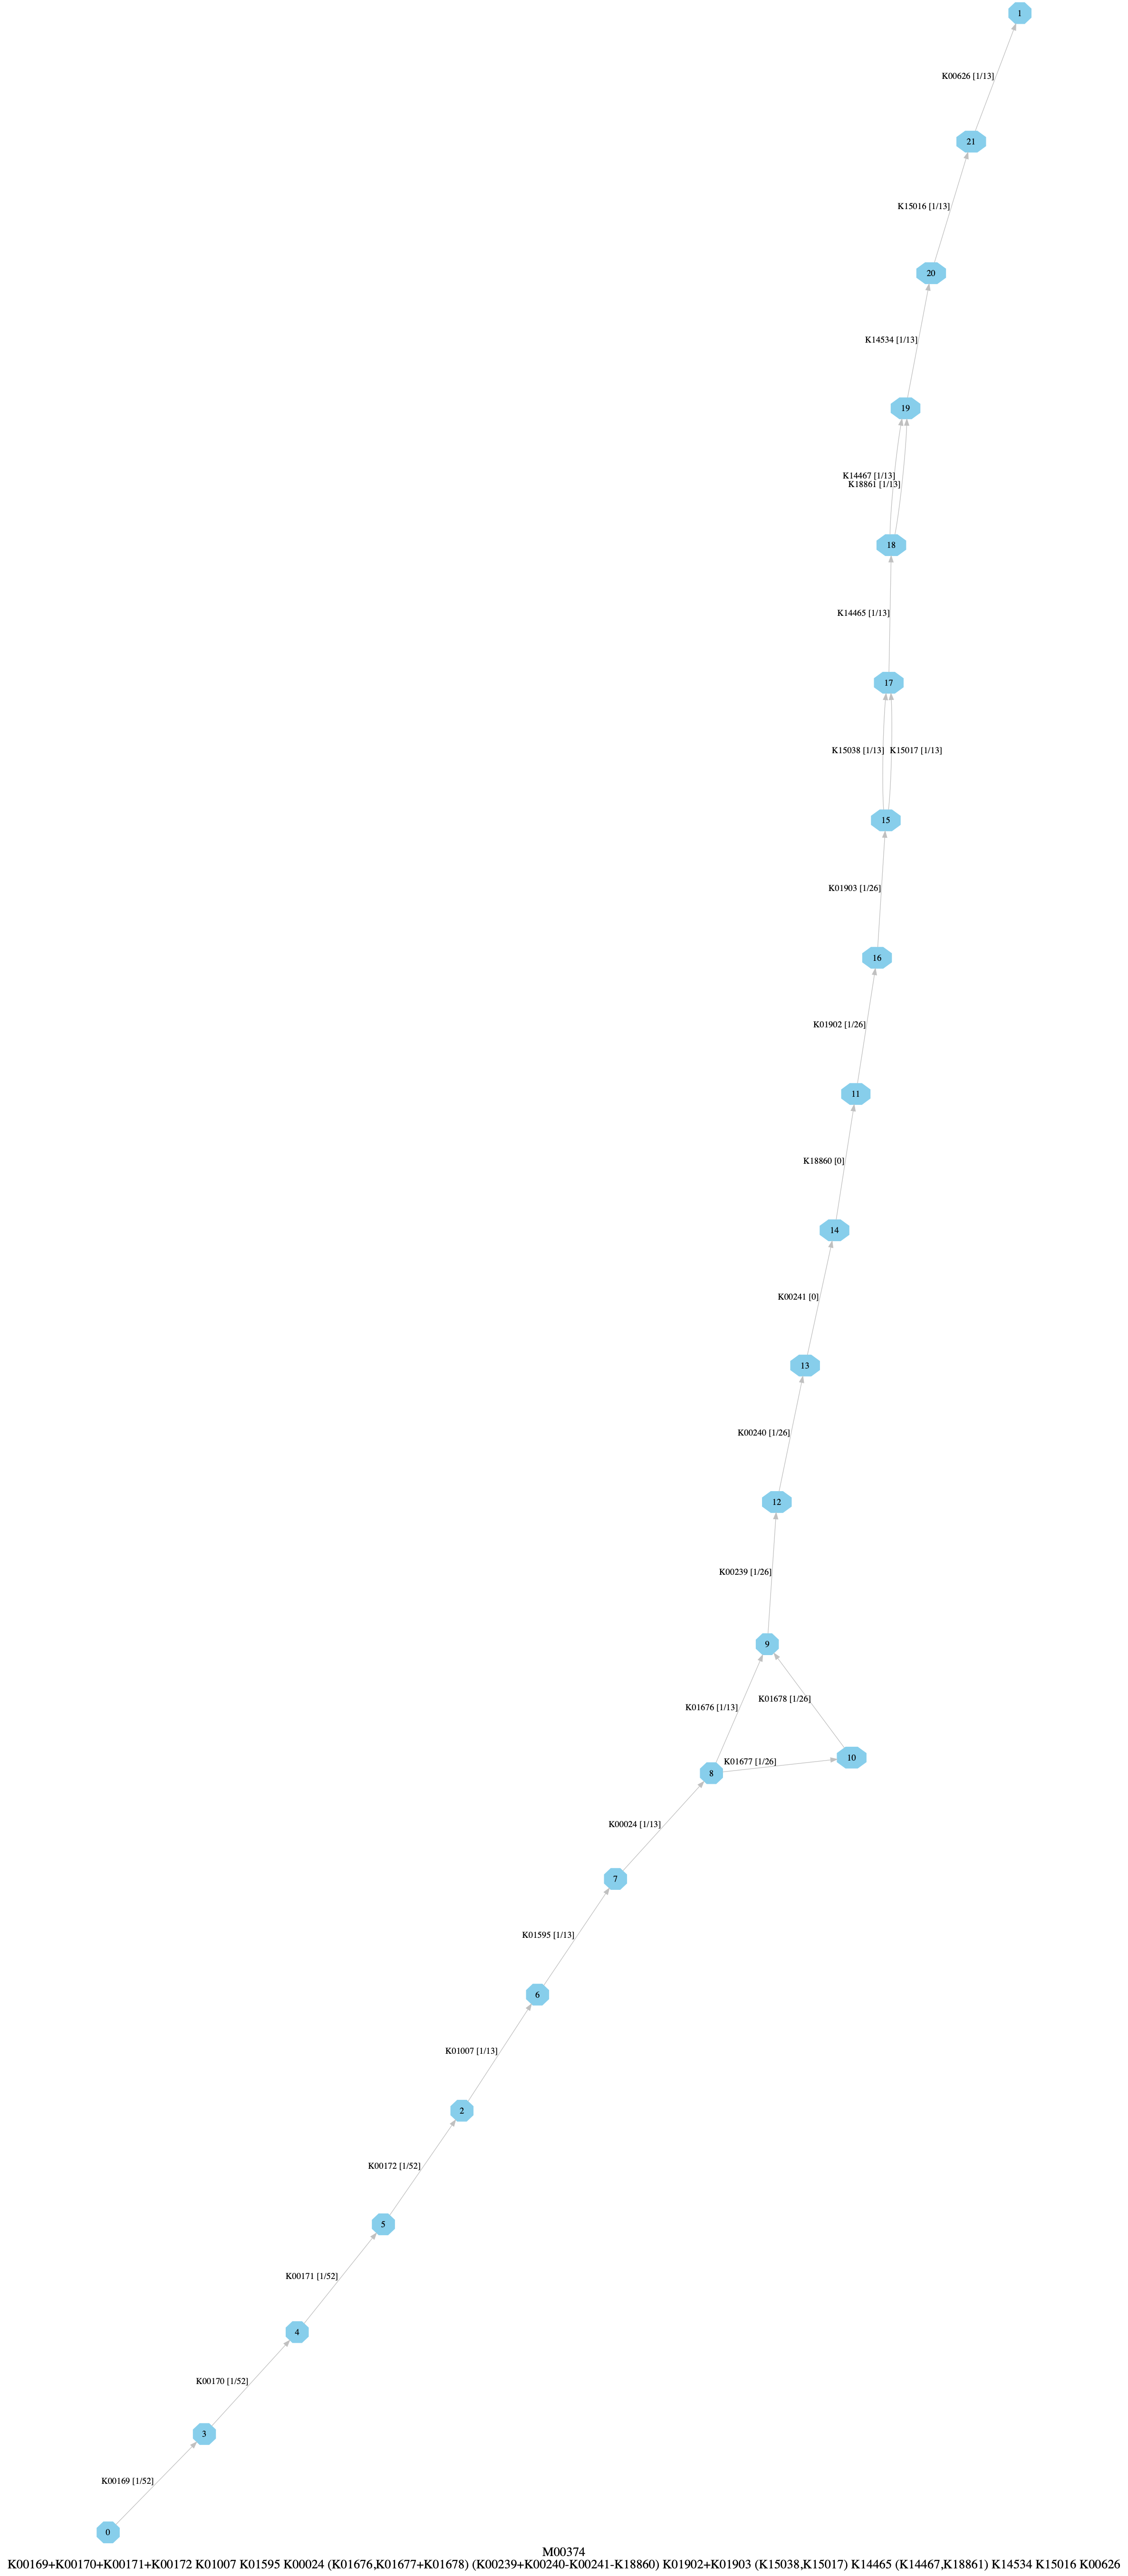 1
K00626 [1/13]
21
K15016 [1/13]
20
K14534 [1/13]
19
K14467 [1/13]
K18861 [1/13]
18
K14465 [1/13]
17
K15038 [1/13] K15017 [1/13]
15
K01903 [1/26]
16
K01902 [1/26]
11
K18860 [0]
14
K00241 [0]
13
K00240 [1/26]
12
K00239 [1/26]
9
K01678 [1/26]
K01676 [1/13]
10
K01677 [1/26]
8
K00024 [1/13]
7
K01595 [1/13]
6
K01007 [1/13]
2
K00172 [1/52]
5
K00171 [1/52]
4
K00170 [1/52]
3
K00169 [1/52]
0
M00374
K00169+K00170+K00171+K00172 K01007 K01595 K00024 (K01676,K01677+K01678) (K00239+K00240-K00241-K18860) K01902+K01903 (K15038,K15017) K14465 (K14467,K18861) K14534 K15016 K00626